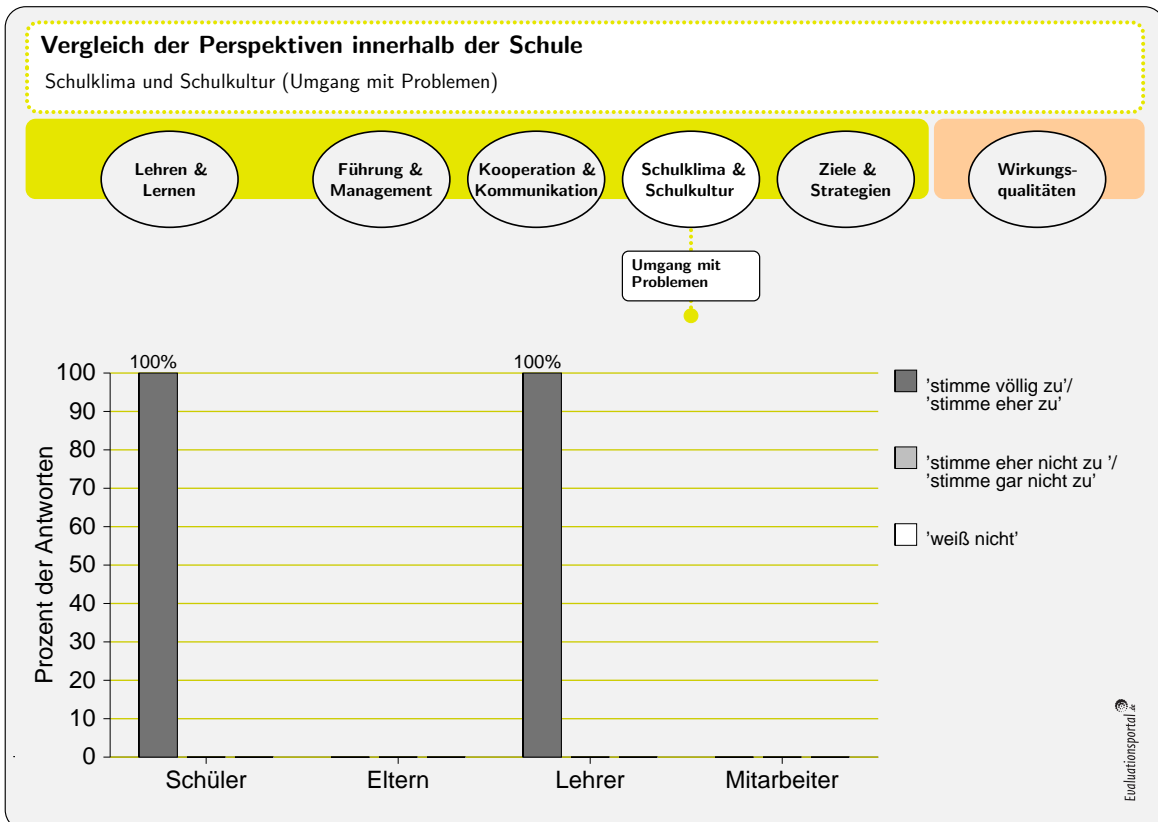 Vergleich der Perspektiven innerhalb der Schule
Schulklima und Schulkultur (Umgang mit Problemen)
Lehren &
Lernen
Führung &
Management
Kooperation &
Kommunikation
Schulklima &
Schulkultur
Ziele &
Strategien
Wirkungs-
qualitäten
Umgang mit
Problemen
Prozent der Antworten
100
90
80
70
60
50
40
30
20
10
0
100%
100%
Schüler
Eltern
Lehrer
Mitarbeiter
’stimme völlig zu’/
’stimme eher zu’
’stimme eher nicht zu ’/
’stimme gar nicht zu’
’weiß nicht’
Evaluationsportal.de